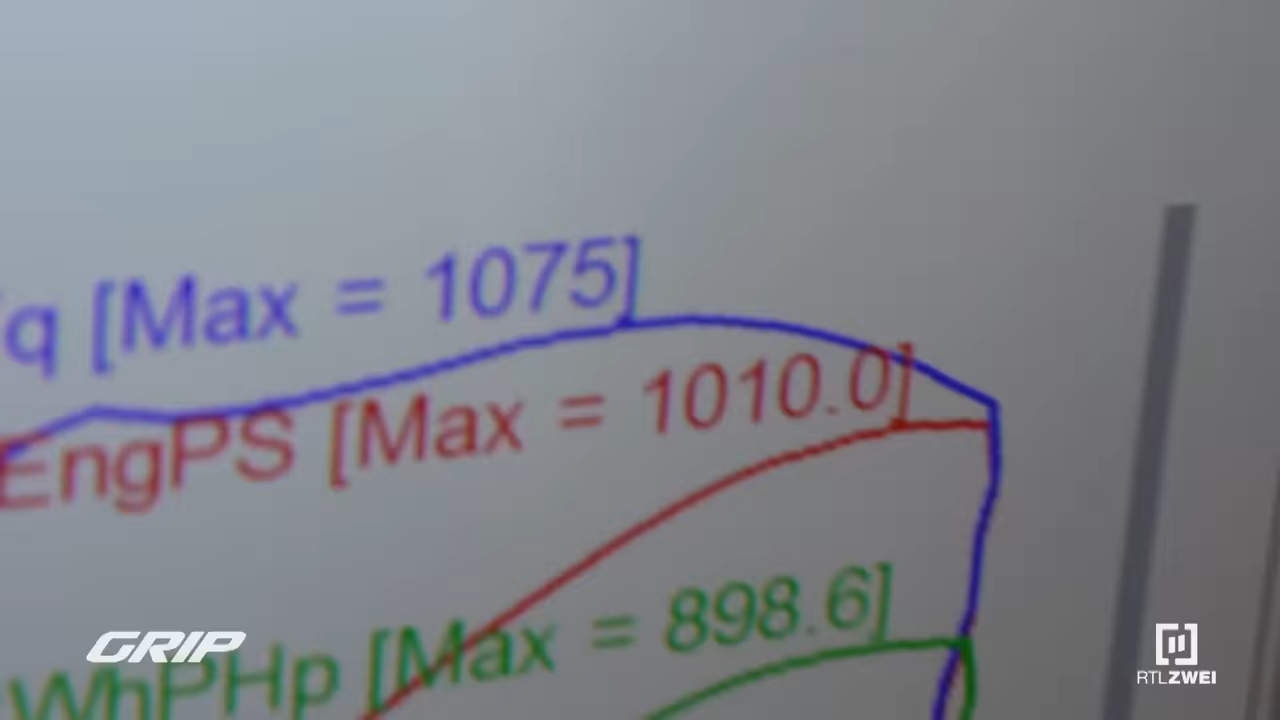 q [Max = 1075]
EngPS [Max = 1010.0]
WhPHp [Max = 898.6]
GRIP
RTLZWEI